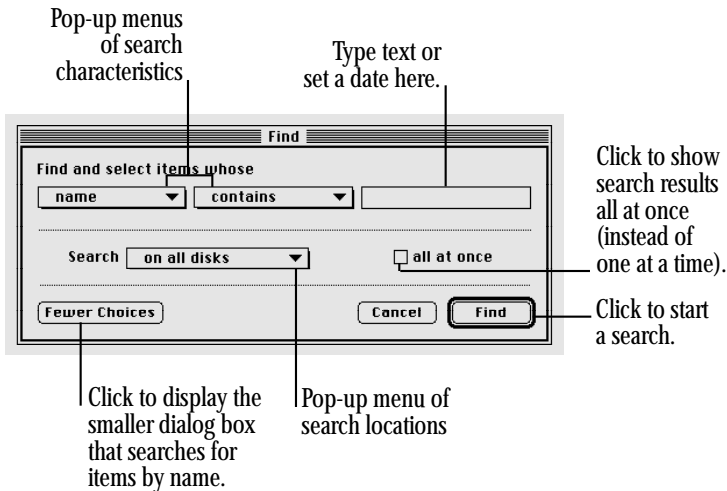 Pop-up menus
of search
characteristics
Type text or
set a date here.
Find
Find and select items whose
name
contains
Search
on all disks
all at once
Fewer Choices
Cancel
Find
Click to show
search results
all at once
(instead of
one at a time).
Click to start
a search.
Click to display the
smaller dialog box
that searches for
items by name.
Pop-up menu of
search locations